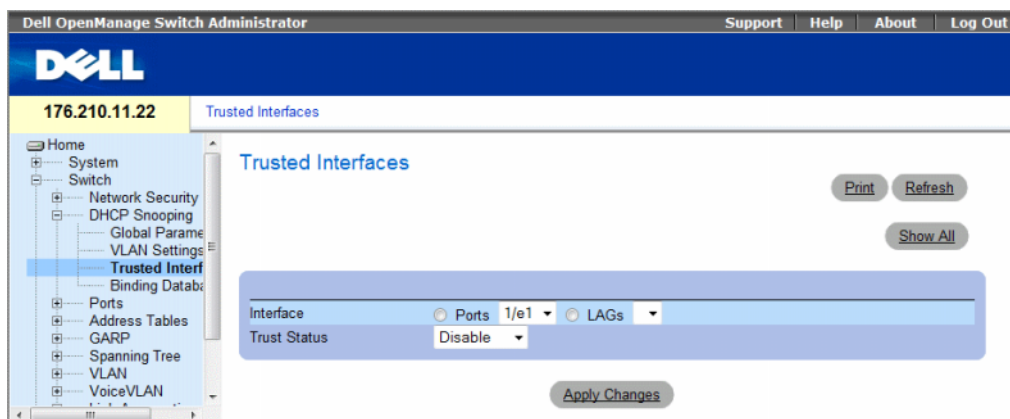 Dell OpenManage Switch Administrator
Support Help About Log Out
DELL
176.210.11.22
Trusted Interfaces
Home
System
Switch
Network Security
DHCP Snooping
Global Parame
VLAN Settings
Trusted Interf
Binding Databa
Ports
Address Tables
GARP
Spanning Tree
VLAN
VoiceVLAN
Trusted Interfaces
Print Refresh
Show All
Interface Ports 1/e1 LAGs
Trust Status Disable
Apply Changes